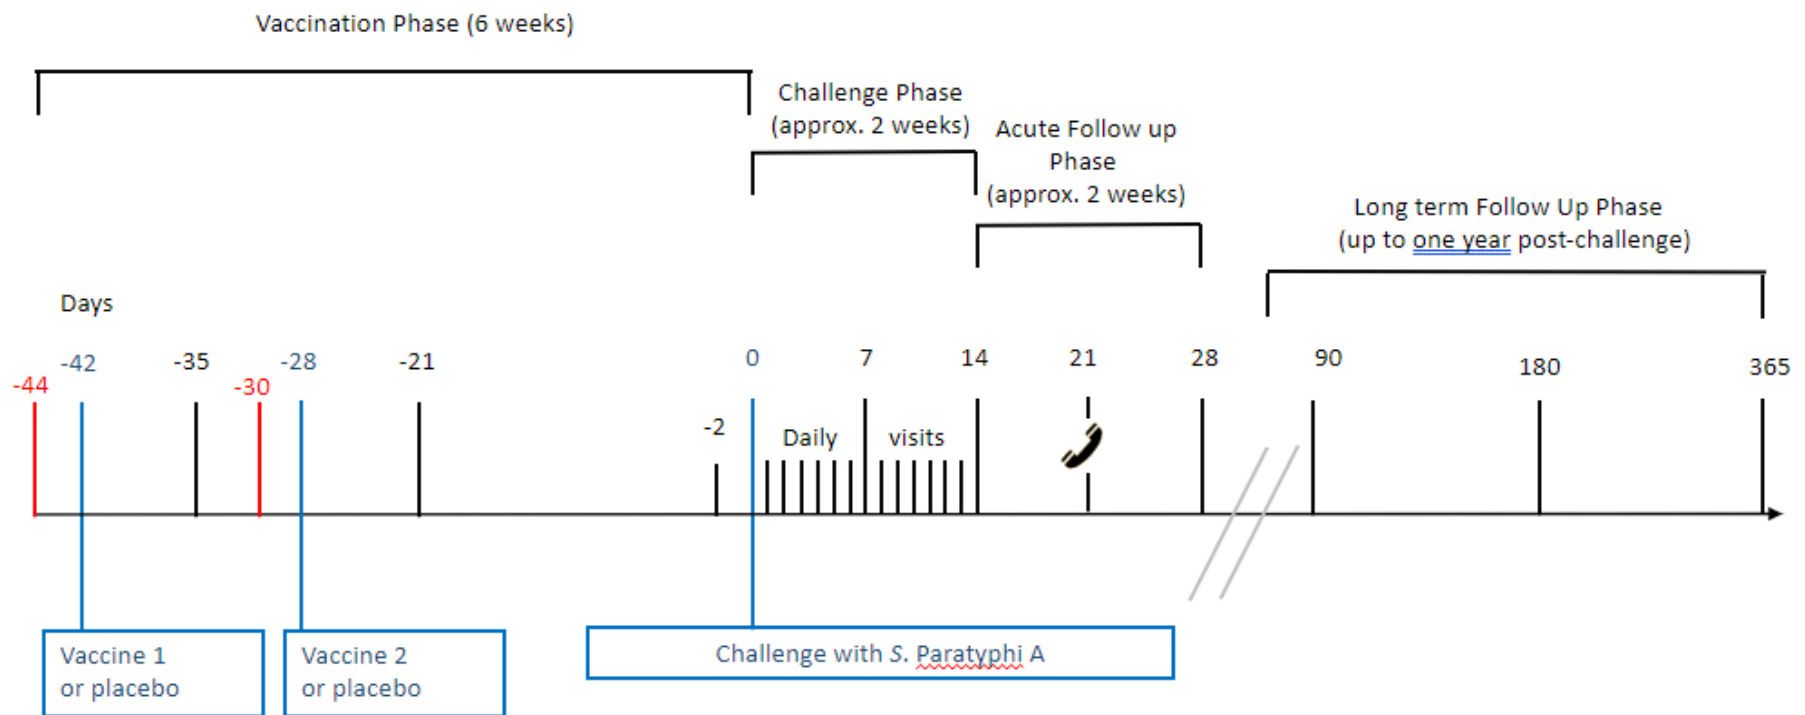 Vaccination Phase (6 weeks)
Challenge Phase
(approx. 2 weeks)
Acute Follow up
Phase
(approx. 2 weeks)
Long term Follow Up Phase
(up to one year post-challenge)
Days
-44
-42
-35
-30
-28
-21
-2
0
7
14
21
28
90
180
365
Daily visits
Vaccine 1
or placebo
Vaccine 2
or placebo
Challenge with S. Paratyphi A